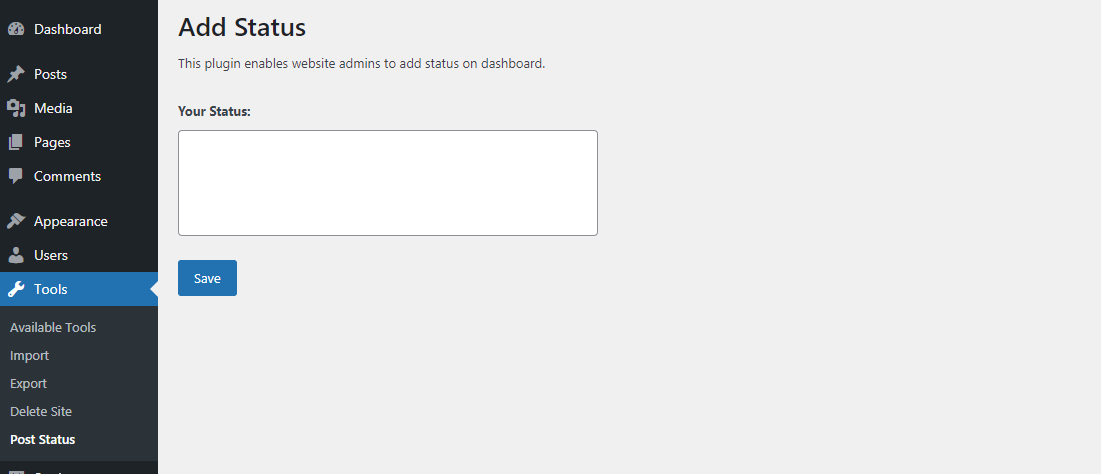 Dashboard
Posts
Media
Pages
Comments
Appearance
Users
Tools
Available Tools
Import
Export
Delete Site
Post Status
Add Status
This plugin enables website admins to add status on dashboard.
Your Status:
Save